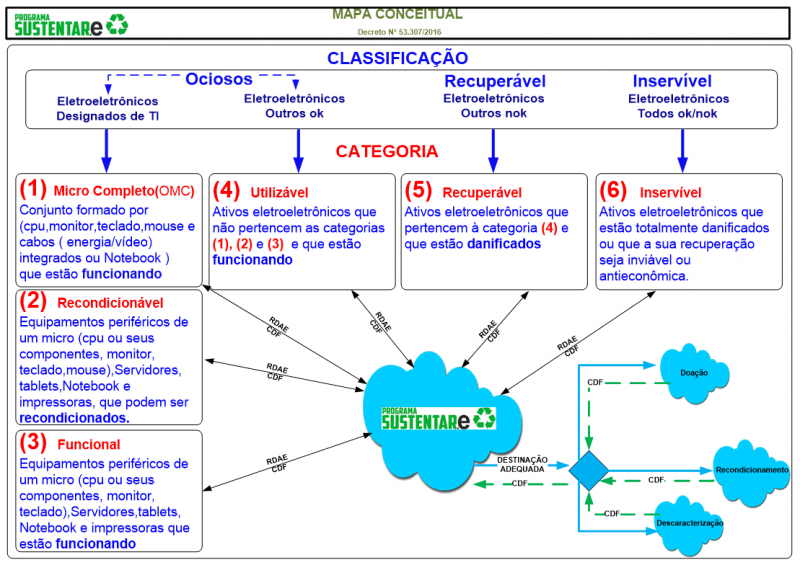 PROGRAMA
SUSTENTARe
MAPA CONCEITUAL
Decreto Nº 53.307/2016
CLASSIFICAÇÃO
Ociosos
Eletroeletrônicos
Designados de TI
Eletroeletrônicos
Outros ok
Recuperável
Eletroeletrônicos
Outros nok
Inservível
Eletroeletrônicos
Todos ok/nok
CATEGORIA
(1) Micro Completo(OMC)
Conjunto formado por
(cpu,monitor,teclado,mouse e
cabos ( energia/vídeo)
integrados ou Notebook )
que estão funcionando
(4) Utilizável
Ativos eletroeletrônicos que
não pertencem as categorias
(1), (2) e (3) e que estão
funcionando
(5) Recuperável
Ativos eletroeletrônicos que
pertencem à categoria (4) e
que estão danificados
(6) Inservível
Ativos eletroeletrônicos que
estão totalmente danificados
ou que a sua recuperação
seja inviável ou
antieconômica.
(2) Recondicionável
Equipamentos periféricos de
um micro (cpu ou seus
componentes, monitor,
teclado,mouse),Servidores,
tablets,Notebook e
impressoras, que podem ser
recondicionados.
(3) Funcional
Equipamentos periféricos de
um micro (cpu ou seus
componentes, monitor,
teclado),Servidores,tablets,
Notebook e impressoras que
estão funcionando
RDAE
CDF
RDAE
CDF
RDAE
CDF
RDAE
CDF
RDAE
CDF
RDAE
CDF
PROGRAMA
SUSTENTARe
DESTINAÇÃO
ADEQUADA
CDF
CDF
Doação
CDF
Recondicionamento
CDF
Descaracterização